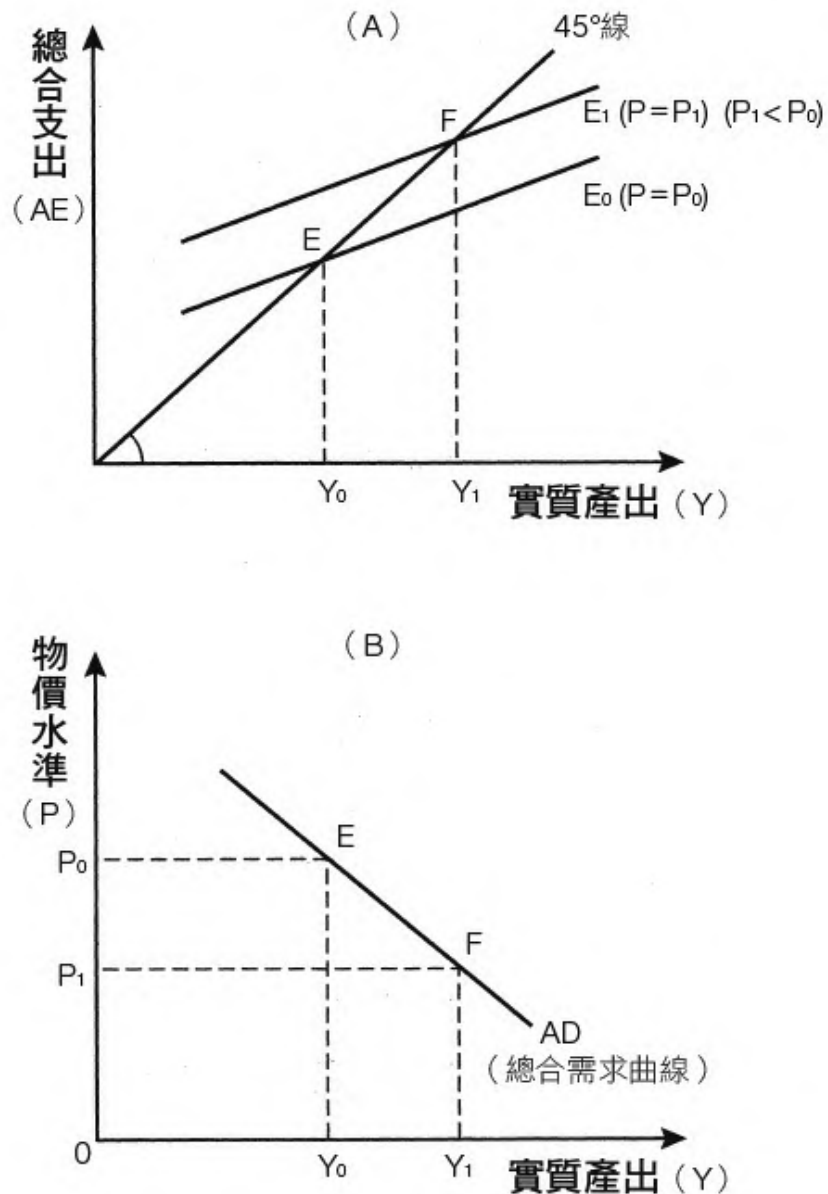 (A)
45°線
總合支出
(AE)
F
E₁ (P=P₁) (P₁<P₀)
E₀ (P=P₀)
E
Y₀
Y₁
實質產出 (Y)
(B)
物價水準
(P)
P₀
E
P₁
F
AD
(總合需求曲線)
0
Y₀
Y₁
實質產出 (Y)